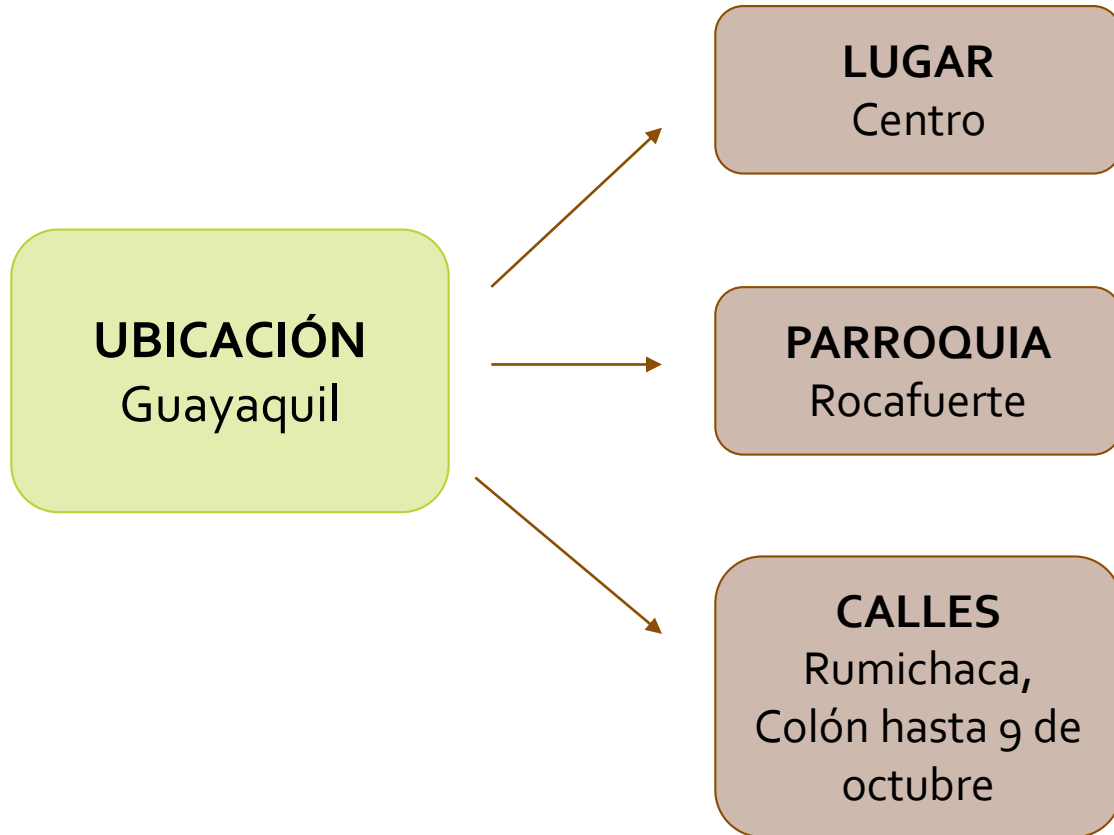 UBICACIÓN
Guayaquil
LUGAR
Centro
PARROQUIA
Rocafuerte
CALLES
Rumichaca,
Colón hasta 9 de
octubre